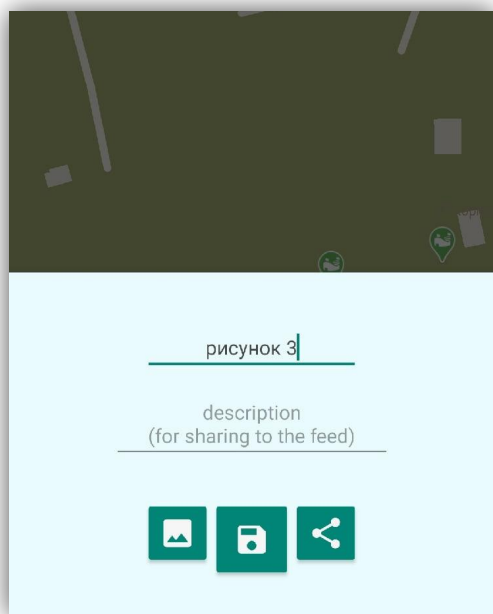 рисунок 3
description
(for sharing to the feed)